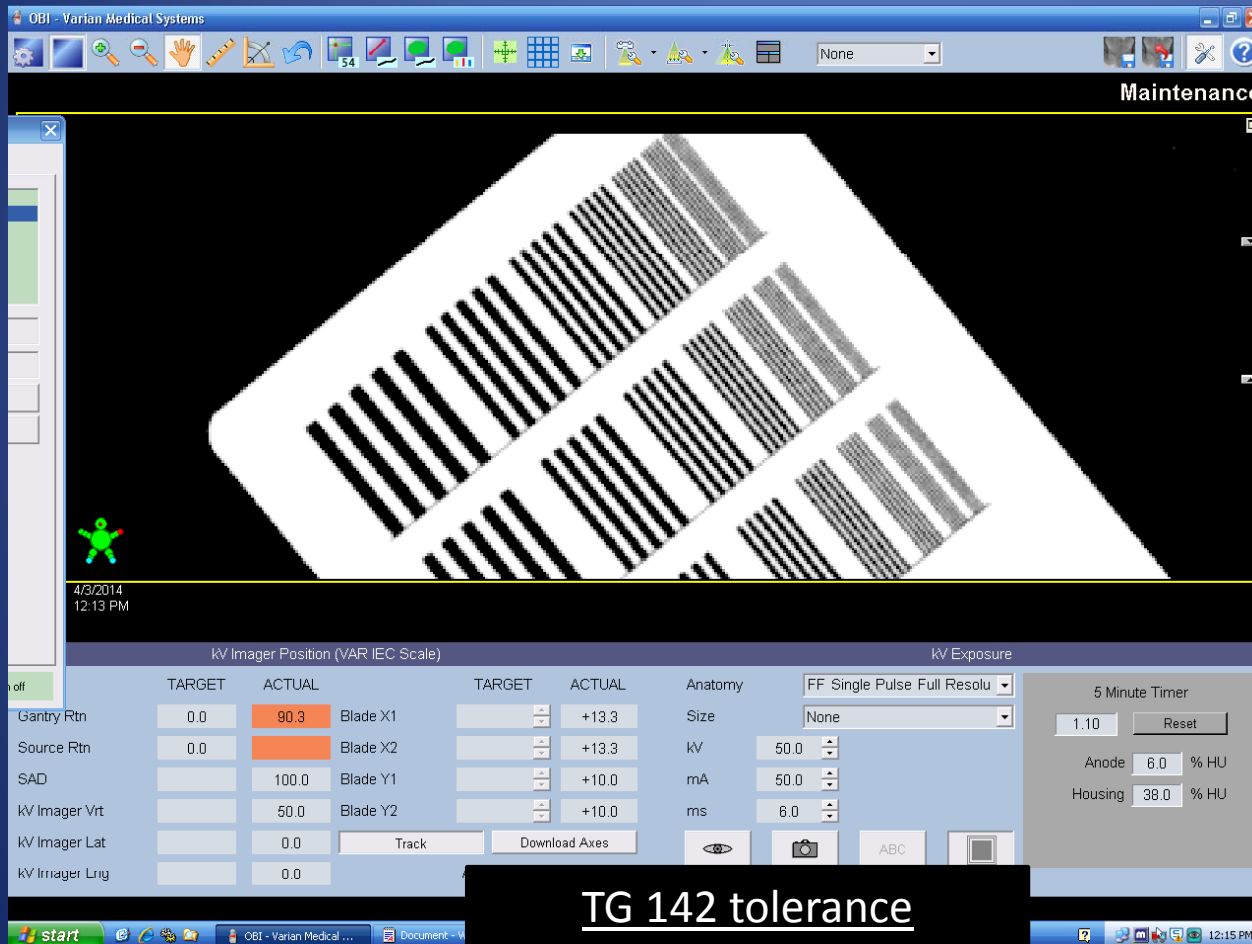 OBI - Varian Medical Systems
54
None
Maintenance
4/3/2014
12:13 PM
kV Imager Position (VAR IEC Scale)
kV Exposure
n off
TARGET ACTUAL TARGET ACTUAL
Gantry Rtn 0.0 90.3 Blade X1 +13.3
Source Rtn 0.0 Blade X2 +13.3
SAD 100.0 Blade Y1 +10.0
kV Imager Vrt 50.0 Blade Y2 +10.0
kV Imager Lat 0.0 Track Download Axes
kV Imager Lng 0.0
Anatomy FF Single Pulse Full Resolu
Size None
kV 50.0
mA 50.0
ms 6.0
ABC
5 Minute Timer
1.10 Reset
Anode 6.0 % HU
Housing 38.0 % HU
TG 142 tolerance
start OBI - Varian Medical ... Document - W 12:15 PM